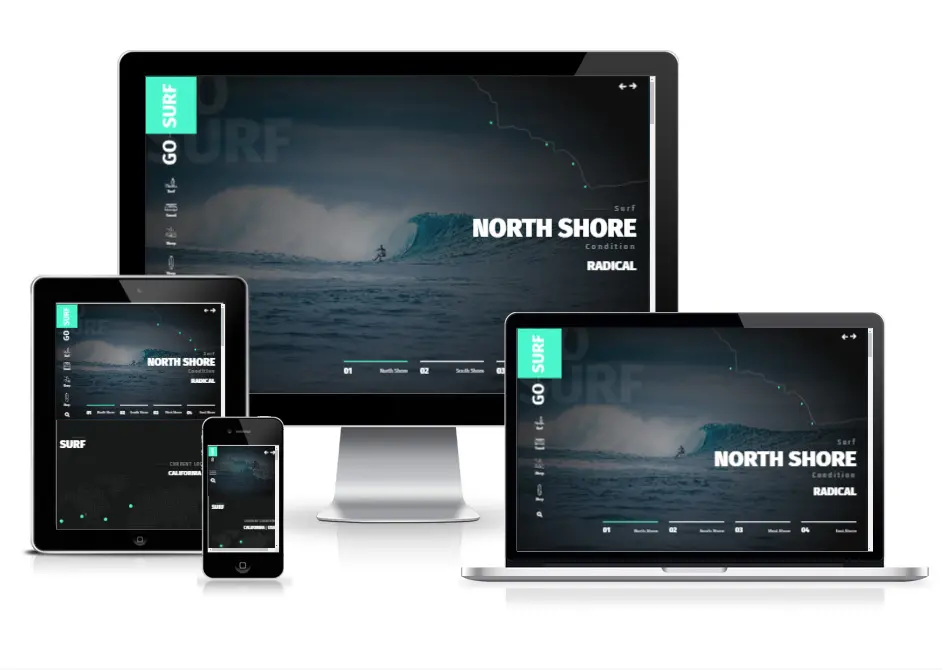 GO SURF
GO
SURF
Surf
NORTH SHORE
Condition
RADICAL
01 North Shore 02 South Shore 03
GO SURF
Surf
NORTH SHORE
Condition
RADICAL
01 North Shore 02 South Shore 03 West Shore 04 East Shore
SURF
CALIFORNIA
SURF
CALIFORNIA
GO SURF
GO
SURF
Surf
NORTH SHORE
Condition
RADICAL
01 North Shore 02 South Shore 03 West Shore 04 East Shore